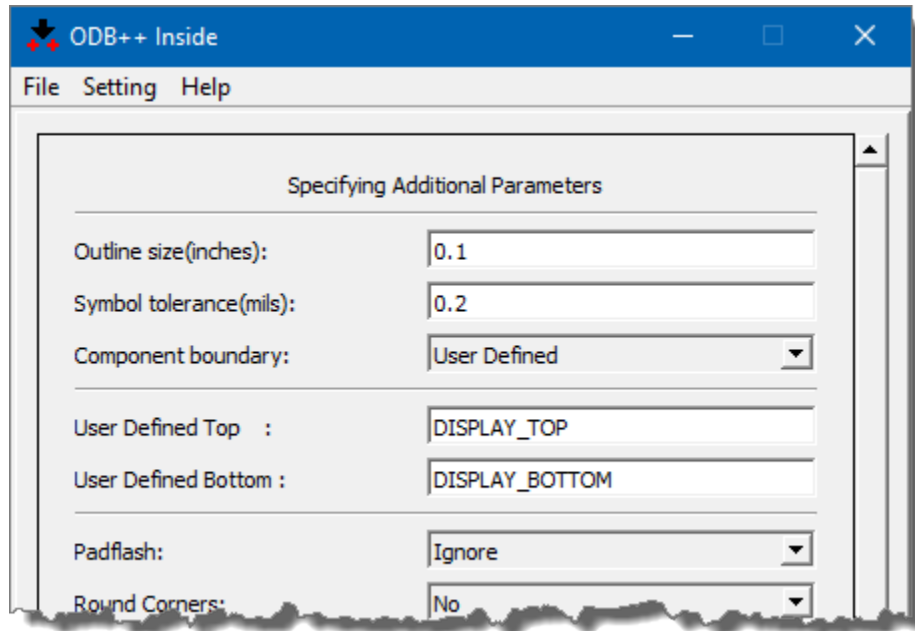 ODB++ Inside
File Setting Help
Specifying Additional Parameters
Outline size(inches): 0.1
Symbol tolerance(mils): 0.2
Component boundary: User Defined
User Defined Top : DISPLAY_TOP
User Defined Bottom : DISPLAY_BOTTOM
Padflash: Ignore
Round Corners: No